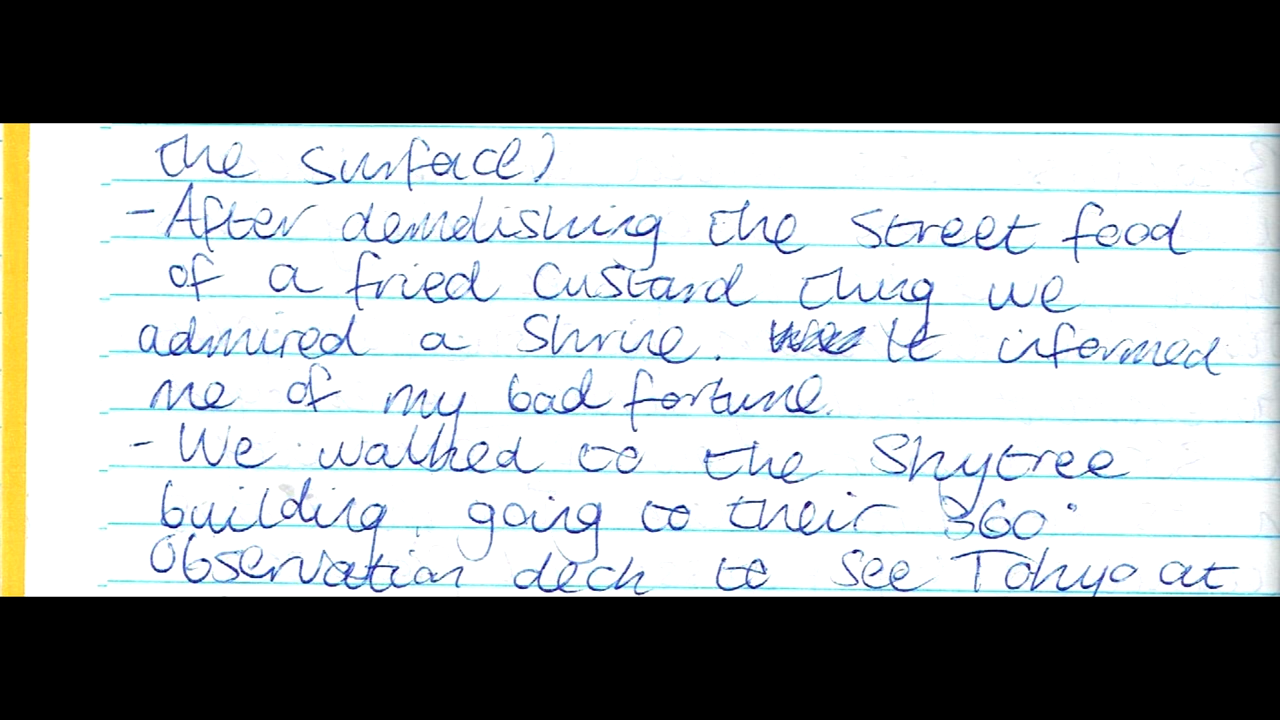 the surface)
- After demolishing the street food
of a fried custard thing we
admired a shrine. It informed
me of my bad fortune.
- We walked to the Skytree
building, going to their 360°
observation deck to see Tokyo at